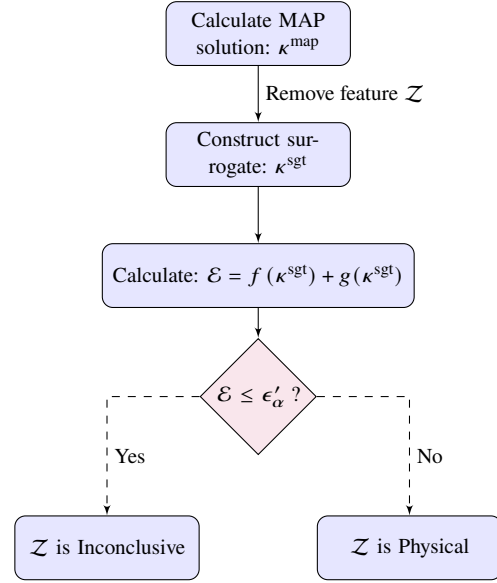 Calculate MAP
solution: κ^map
Remove feature 𝒵
Construct sur-
rogate: κ^sgt
Calculate: ℰ = f (κ^sgt) + g(κ^sgt)
ℰ ≤ ϵ′_α ?
Yes
No
𝒵 is Inconclusive
𝒵 is Physical